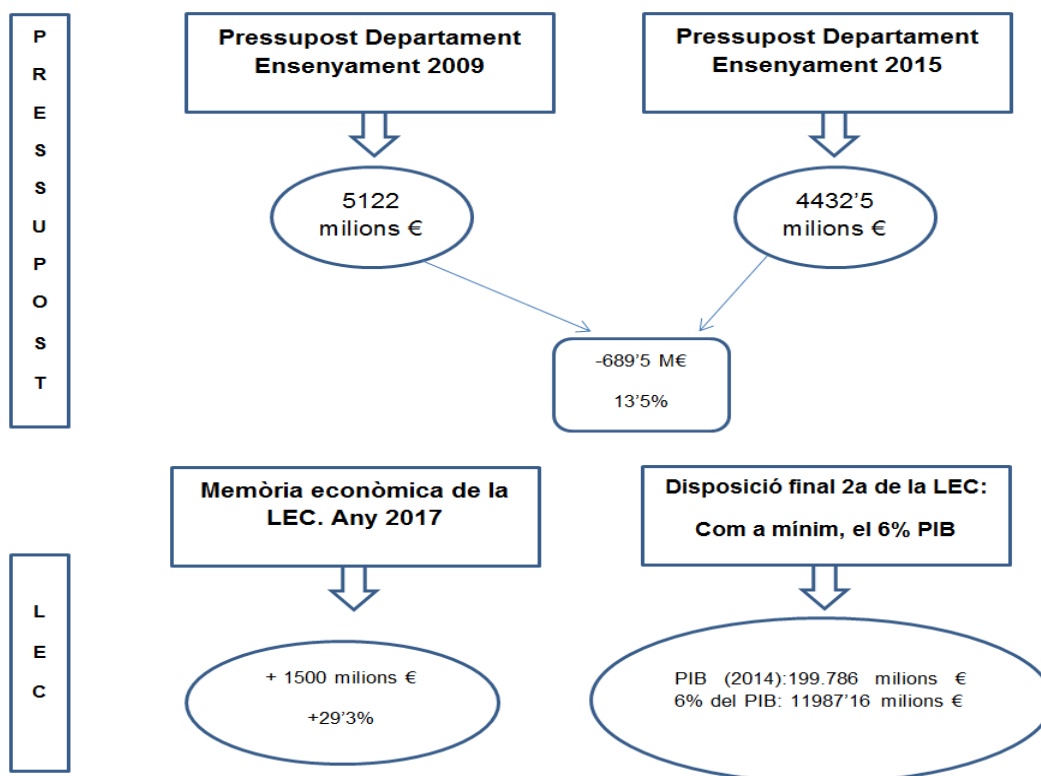 PRESSUPOST
Pressupost Departament
Ensenyament 2009
Pressupost Departament
Ensenyament 2015
5122
milions €
4432’5
milions €
-689’5 M€
13’5%
LEC
Memòria econòmica de la
LEC. Any 2017
Disposició final 2a de la LEC:
Com a mínim, el 6% PIB
+ 1500 milions €
+29’3%
PIB (2014):199.786 milions €
6% del PIB: 11987’16 milions €